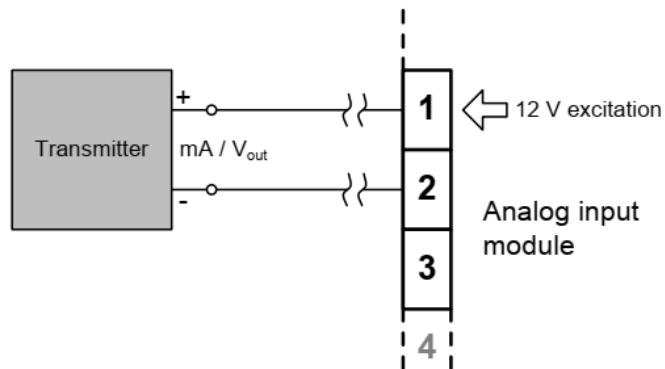 Transmitter
+
mA / Vout
-
1
2
3
4
12 V excitation
Analog input
module